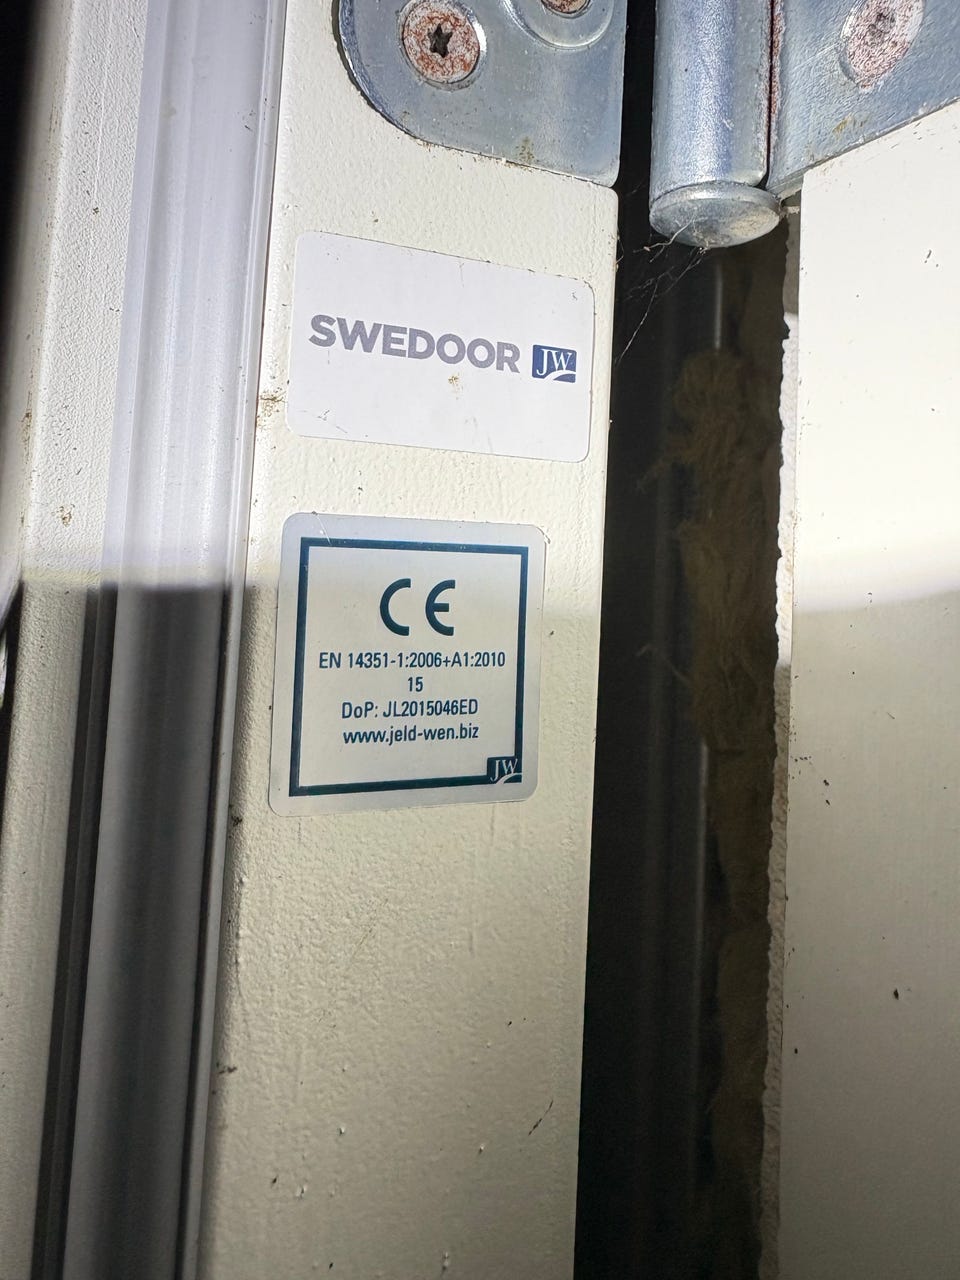 SWEDOOR JW
CE
EN 14351-1:2006+A1:2010
15
DoP: JL2015046ED
www.jeld-wen.biz
JW